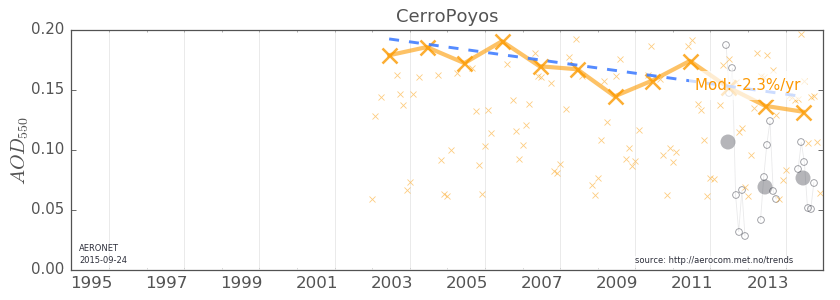 CerroPoyos
0.20
0.15
0.10
0.05
0.00
AOD550
Mod: -2.3%/yr
AERONET
2015-09-24
source: http://aerocom.met.no/trends
1995 1997 1999 2001 2003 2005 2007 2009 2011 2013